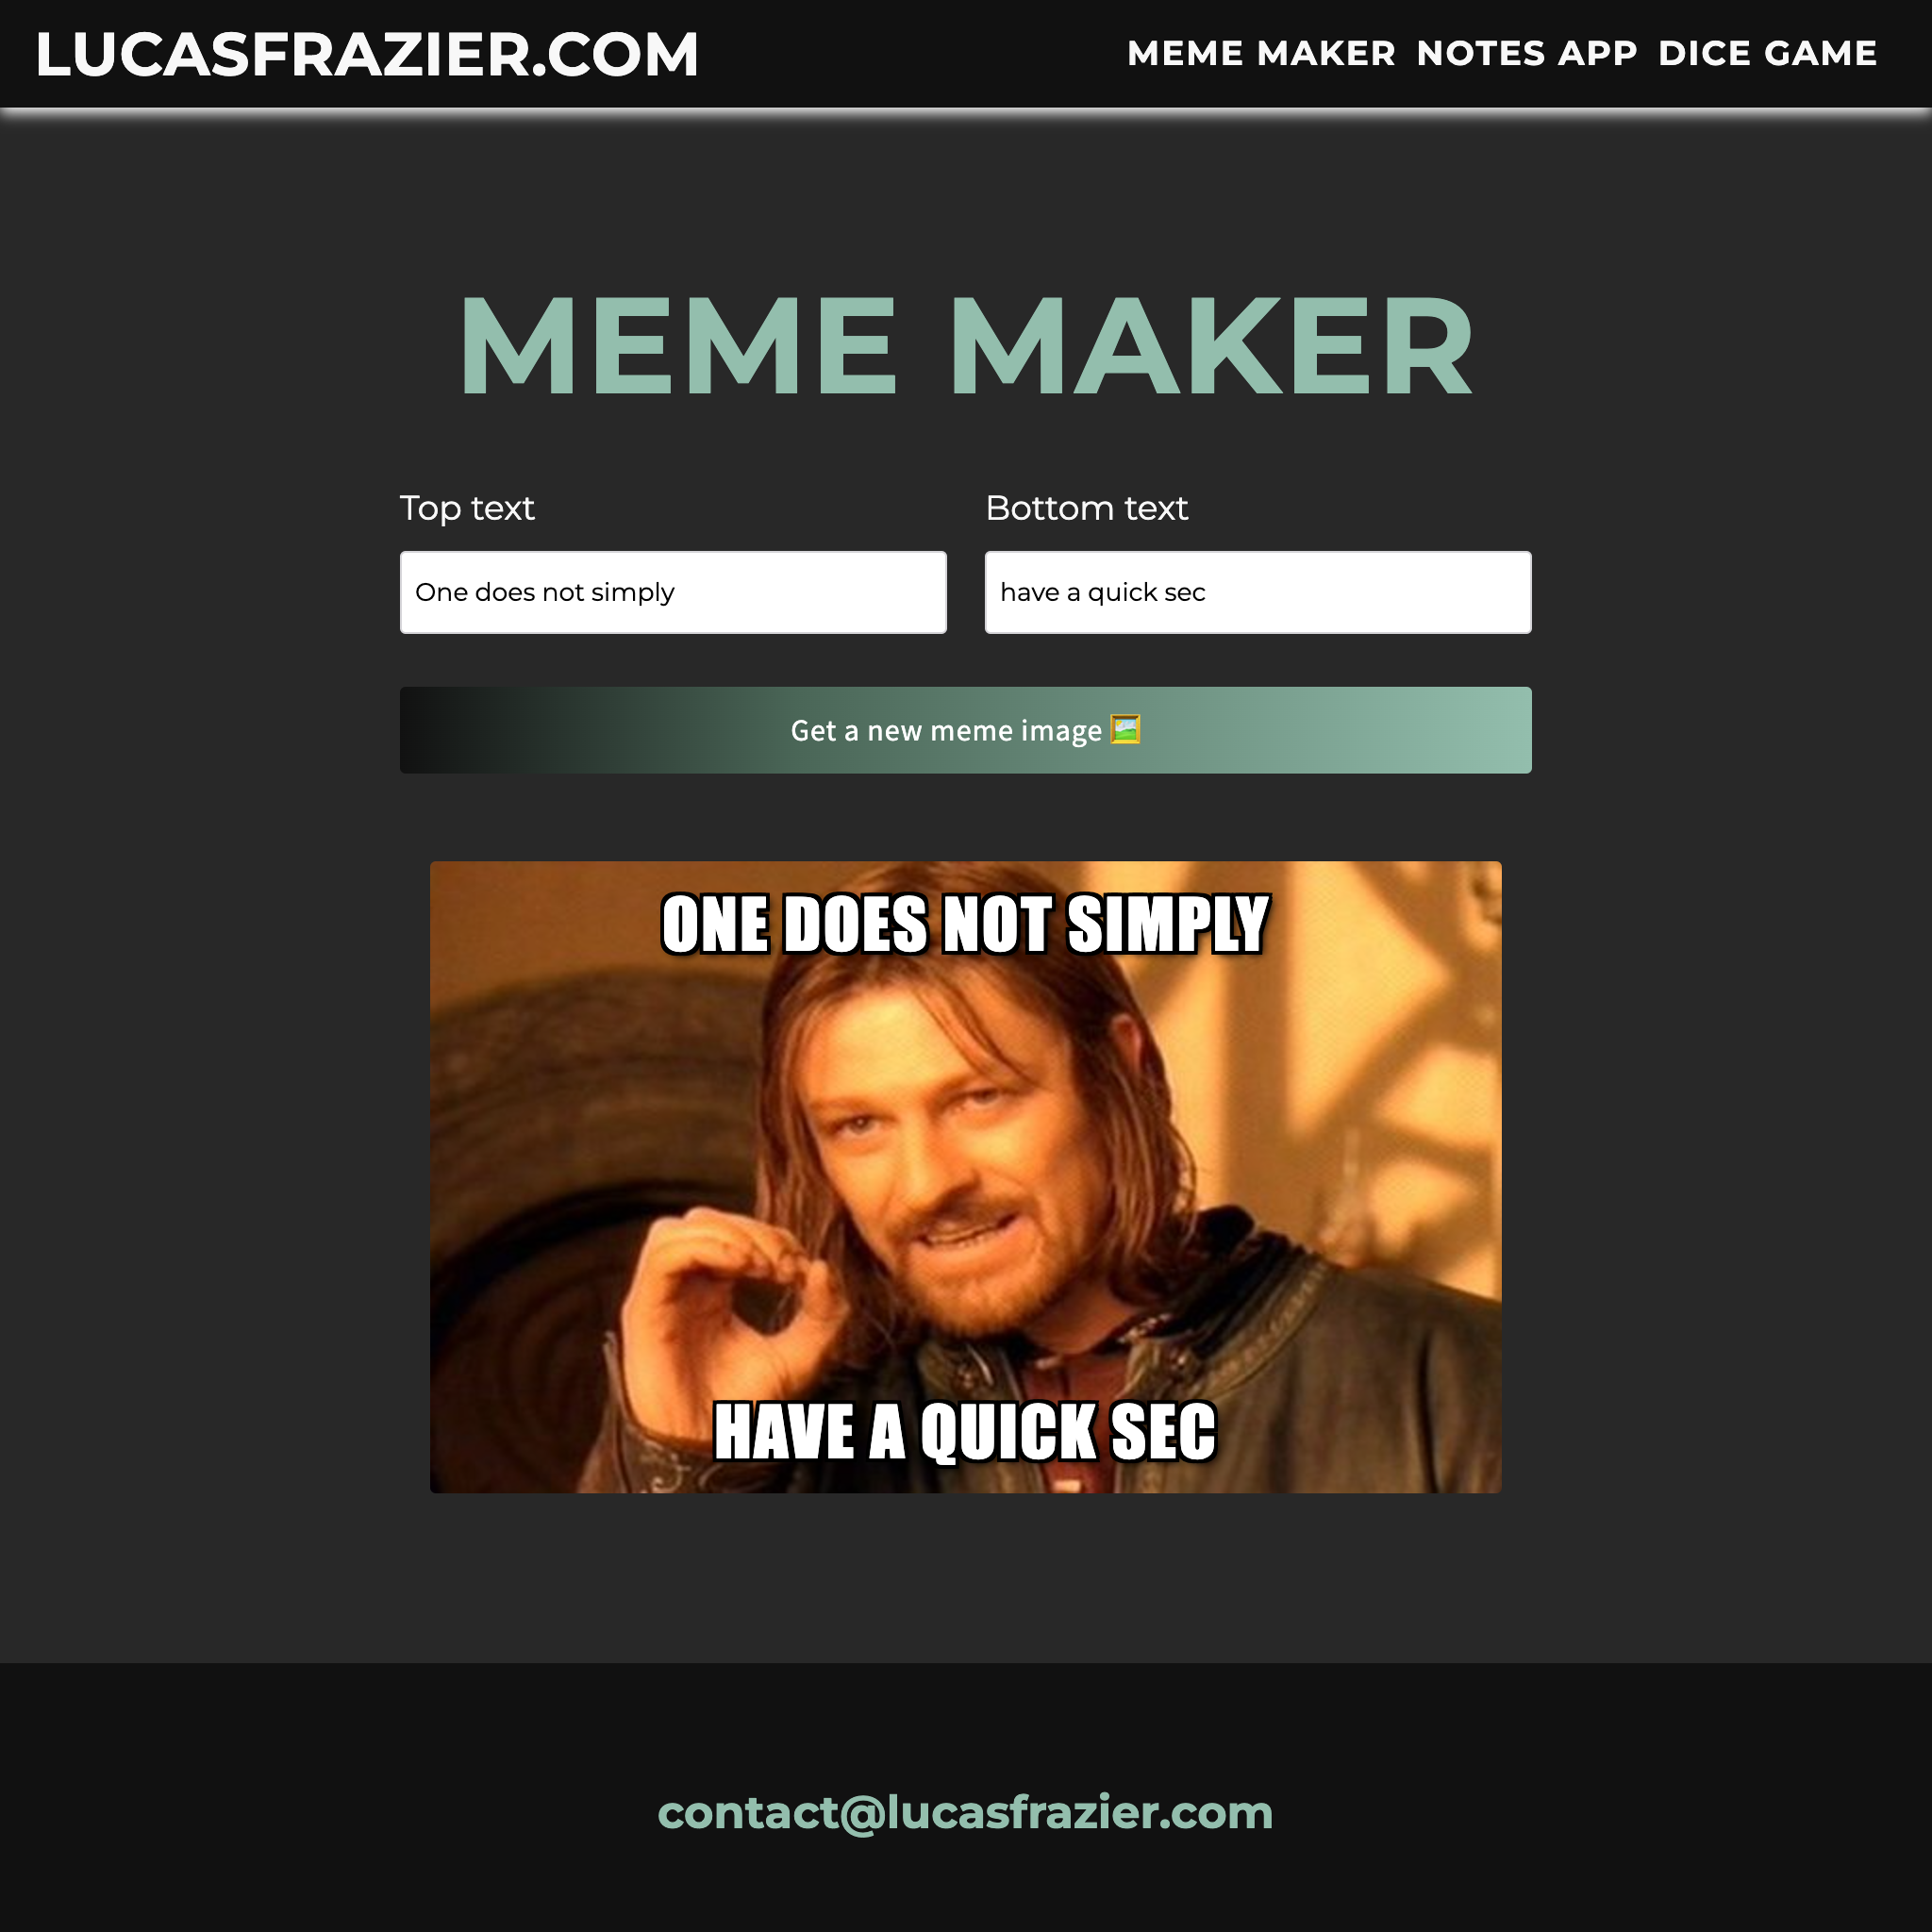 LUCASFRAZIER.COM
MEME MAKER NOTES APP DICE GAME
MEME MAKER
Top text
Bottom text
One does not simply
have a quick sec
Get a new meme image 🖼️
ONE DOES NOT SIMPLY
HAVE A QUICK SEC
contact@lucasfrazier.com